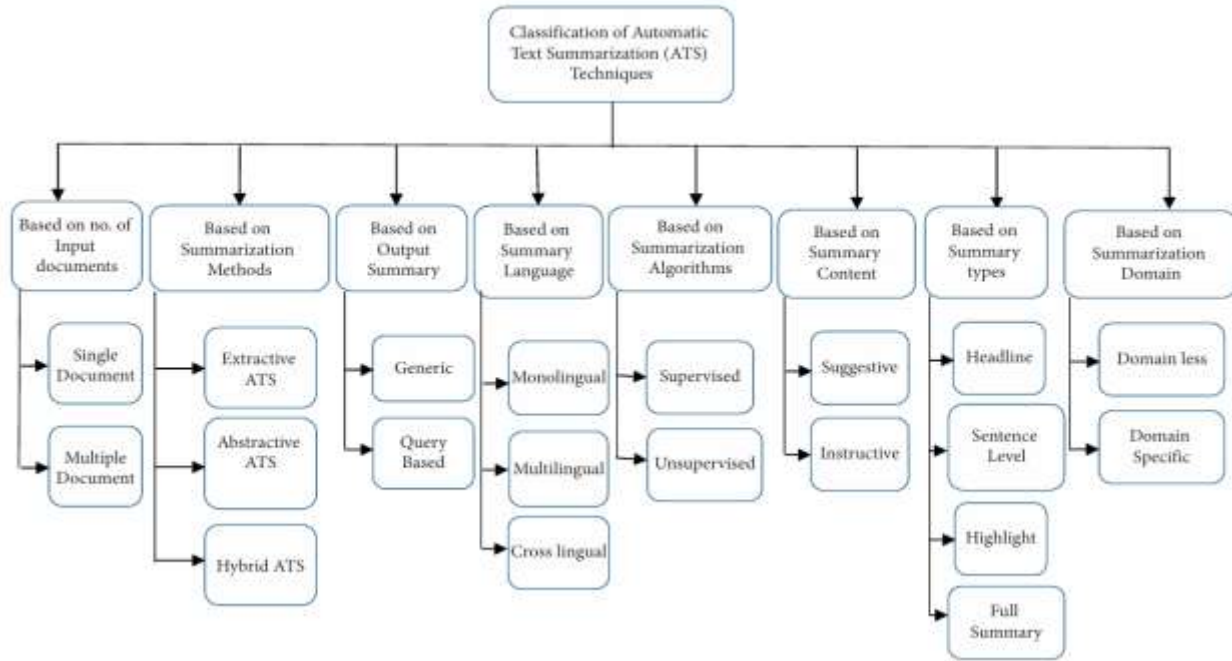 Classification of Automatic
Text Summarization (ATS)
Techniques
Based on no. of
Input
documents
Single
Document
Multiple
Document
Based on
Summarization
Methods
Extractive
ATS
Abstractive
ATS
Hybrid ATS
Based on
Output
Summary
Generic
Query
Based
Based on
Summary
Language
Monolingual
Multilingual
Cross lingual
Based on
Summarization
Algorithms
Supervised
Unsupervised
Based on
Summary
Content
Suggestive
Instructive
Based on
Summary
types
Headline
Sentence
Level
Highlight
Full
Summary
Based on
Summarization
Domain
Domain less
Domain
Specific